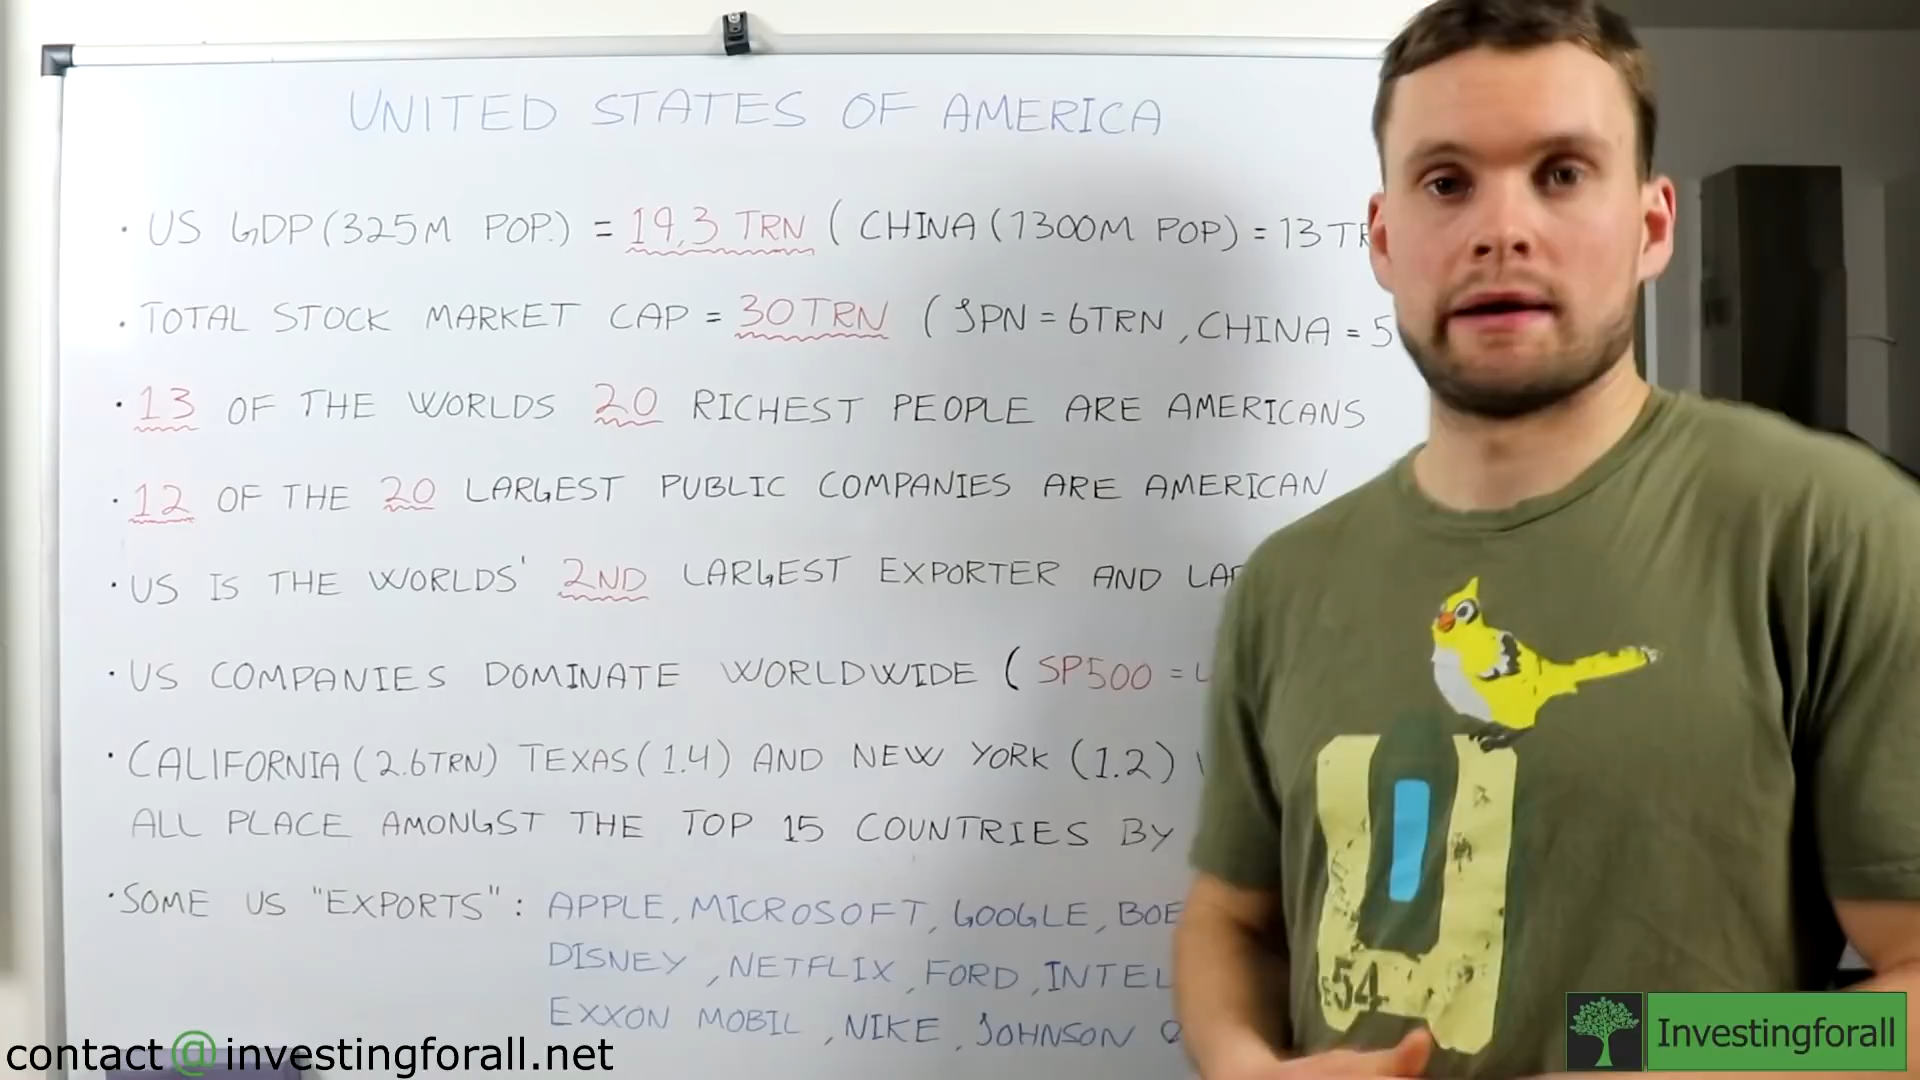 UNITED STATES OF AMERICA
• US GDP (325M POP.) = 19,3 TRN ( CHINA (1300M POP) = 13 TR
• TOTAL STOCK MARKET CAP = 30 TRN ( JPN = 6TRN , CHINA = 5
• 13 OF THE WORLDS 20 RICHEST PEOPLE ARE AMERICANS
• 12 OF THE 20 LARGEST PUBLIC COMPANIES ARE AMERICAN
• US IS THE WORLDS' 2ND LARGEST EXPORTER AND LAR
• US COMPANIES DOMINATE WORLDWIDE ( SP500 =
• CALIFORNIA (2.6TRN) TEXAS (1.4) AND NEW YORK (1.2)
ALL PLACE AMONGST THE TOP 15 COUNTRIES BY
• SOME US "EXPORTS": APPLE, MICROSOFT, GOOGLE, BOE
DISNEY , NETFLIX , FORD , INTEL
EXXON MOBIL , NIKE , JOHNSON &
54
contact@investingforall.net
Investingforall